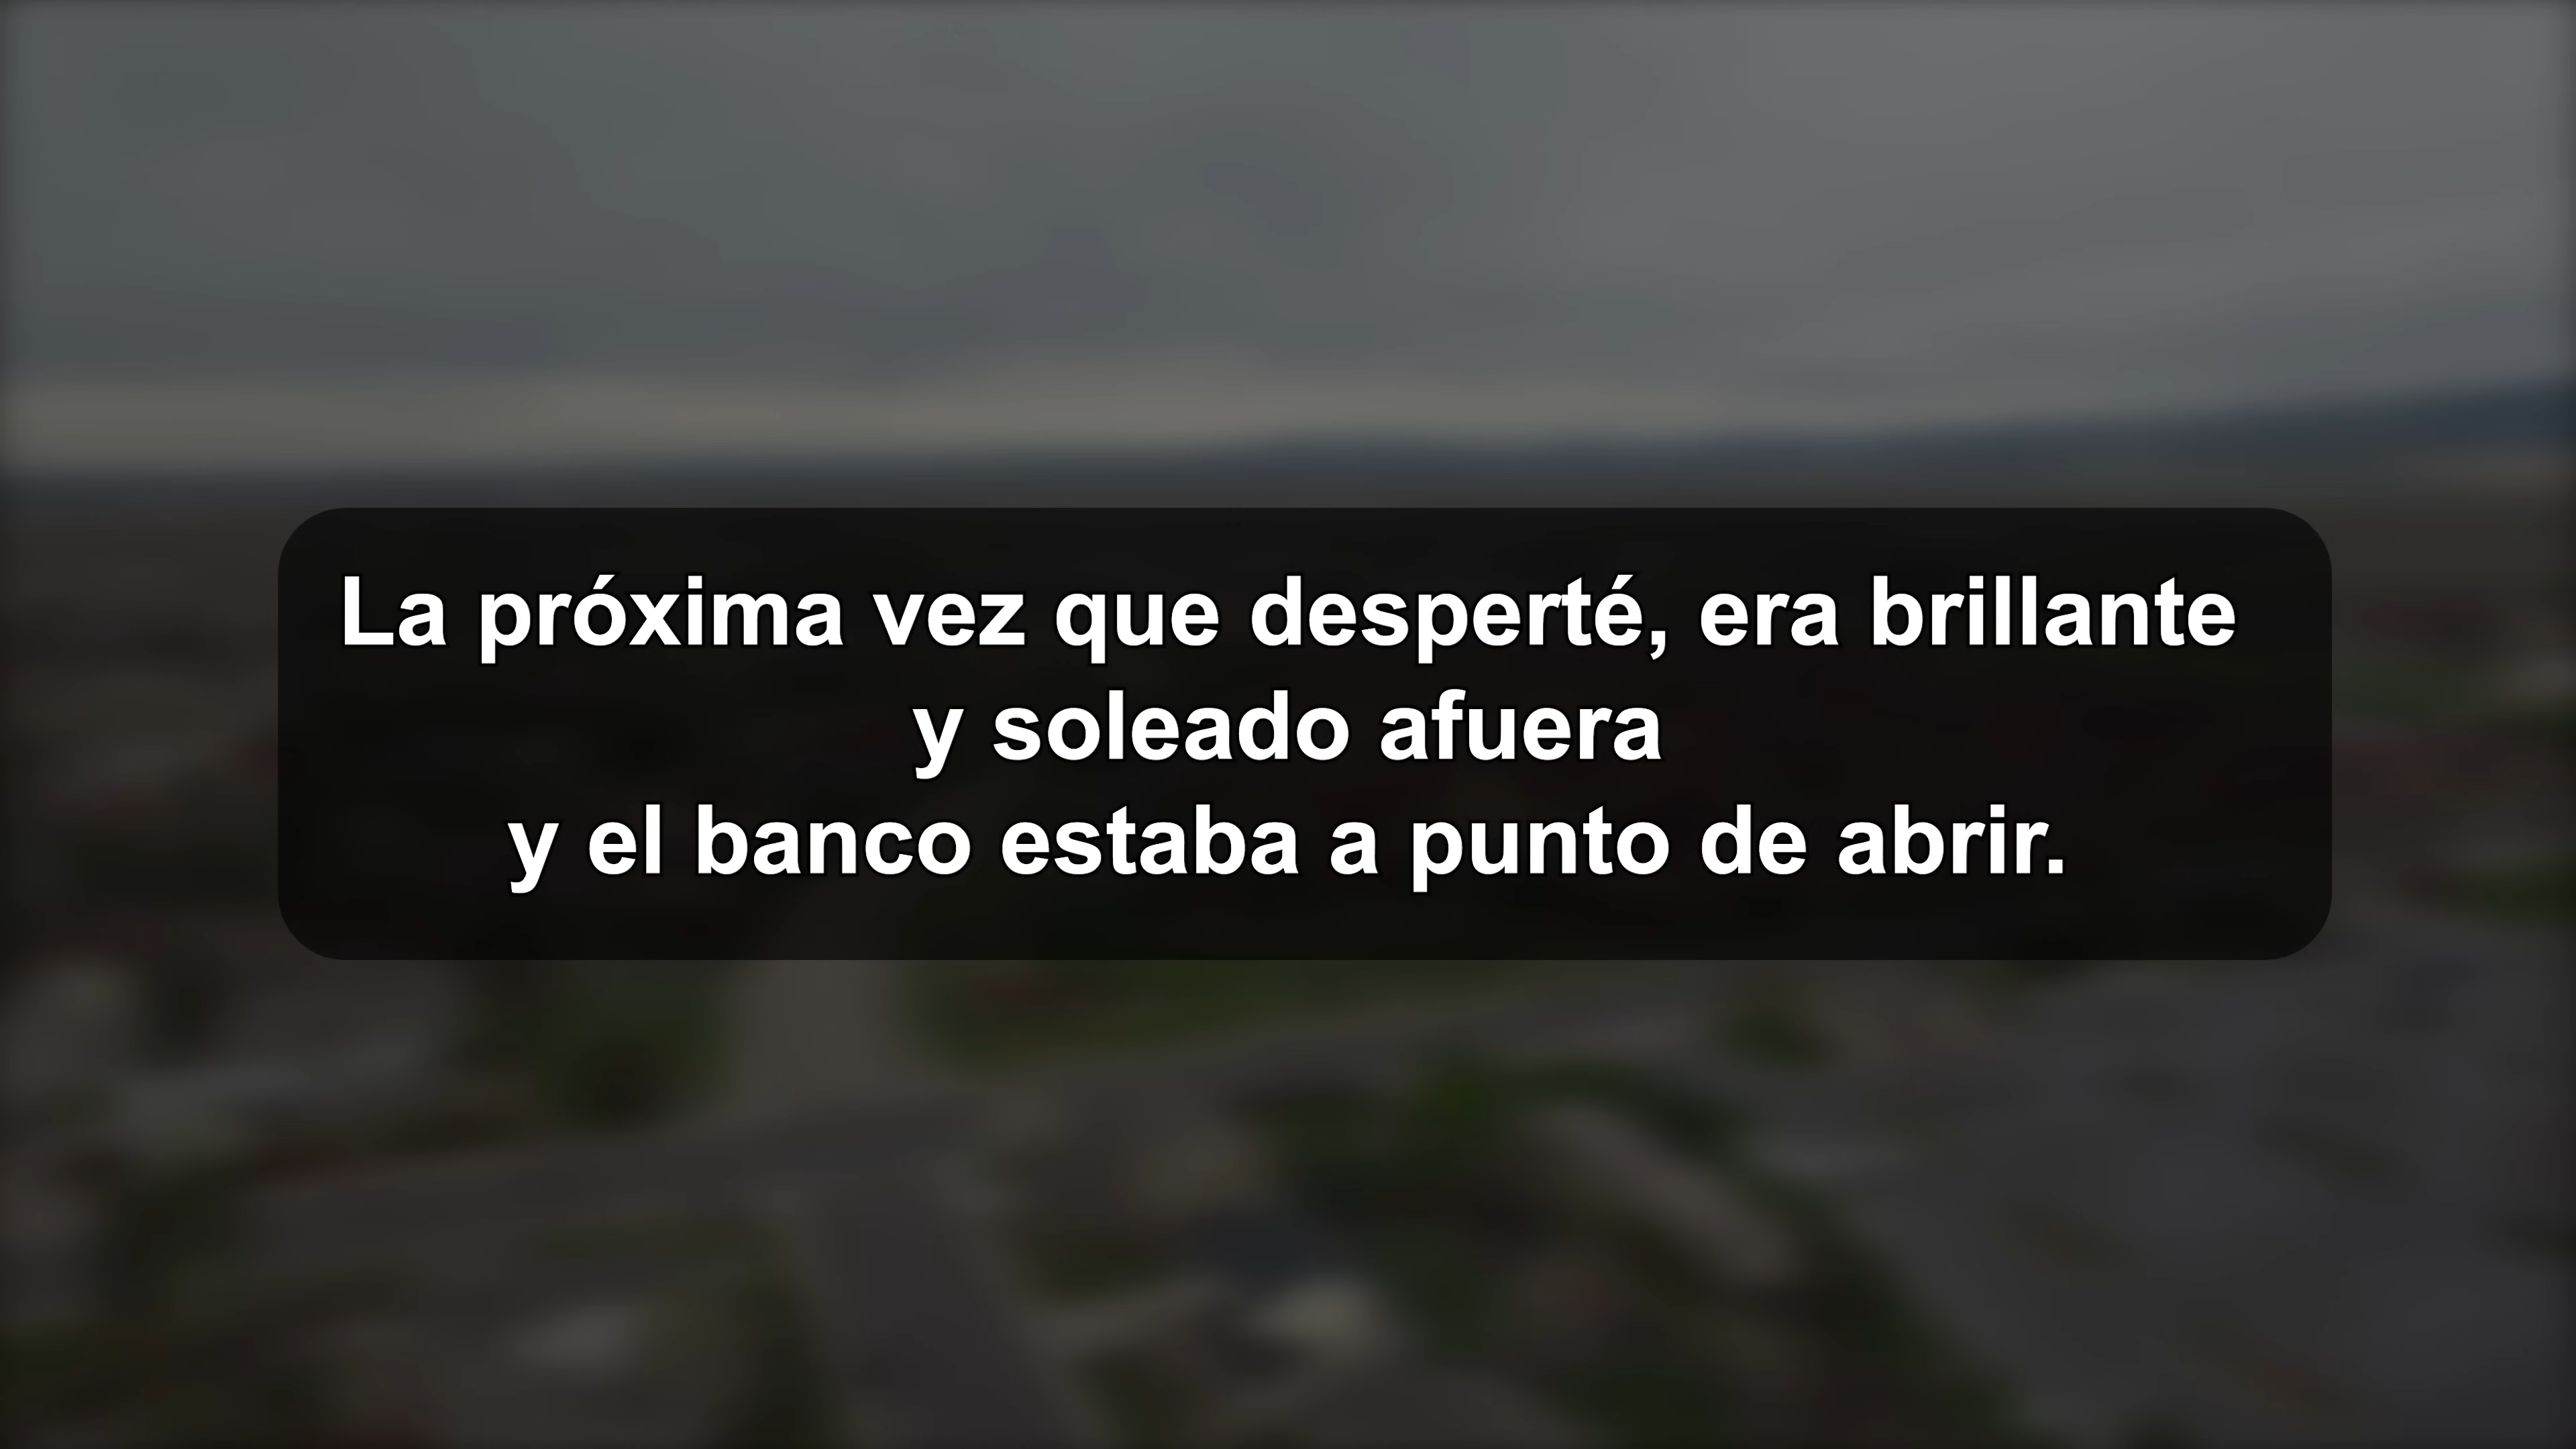 La próxima vez que desperté, era brillante
y soleado afuera
y el banco estaba a punto de abrir.